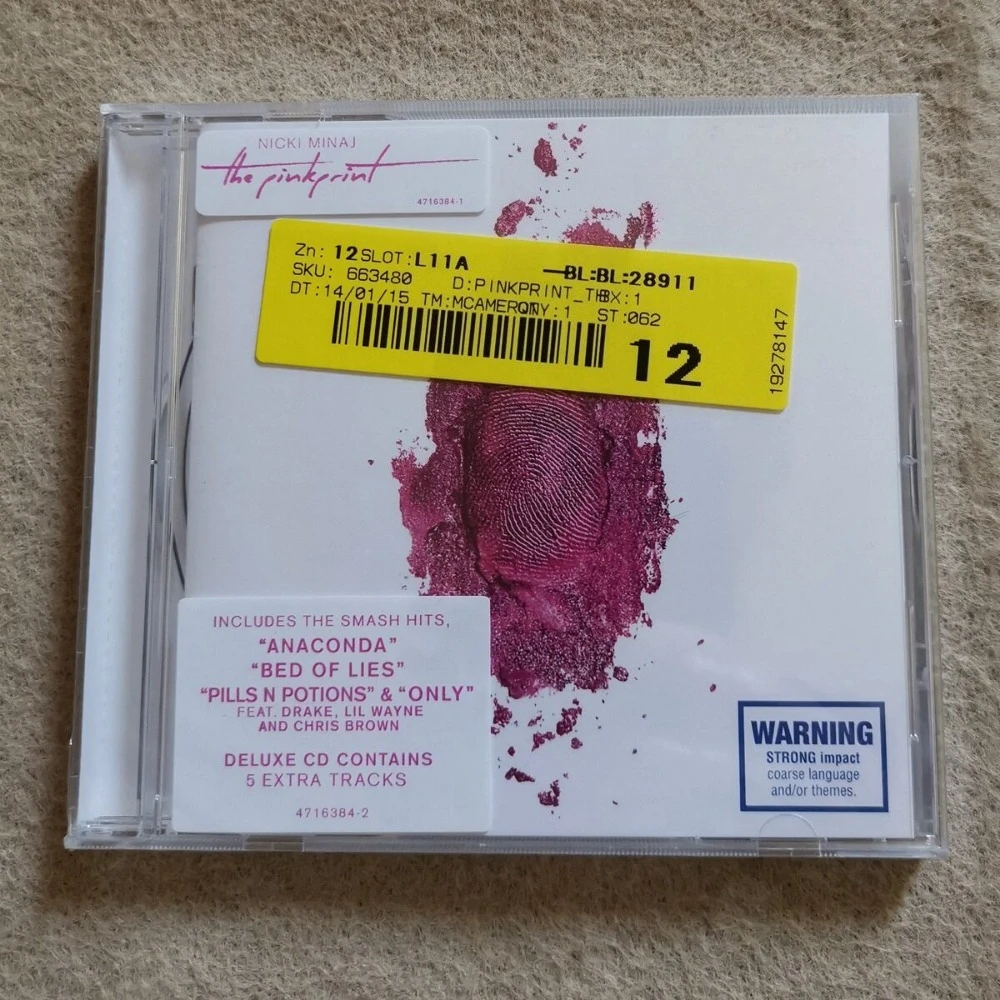 NICKI MINAJ
the pinkprint
4716384-1
Zn: 12 SLOT:L11A BL:BL:28911
SKU: 663480 D:PINKPRINT_ :1
DT:14/01/15 TM:MCAMERON :1 ST:062
12
19278147
INCLUDES THE SMASH HITS,
“ANACONDA”
“BED OF LIES”
“PILLS N POTIONS” & “ONLY”
FEAT. DRAKE, LIL WAYNE
AND CHRIS BROWN
DELUXE CD CONTAINS
5 EXTRA TRACKS
4716384-2
WARNING
STRONG impact
coarse language
and/or themes.